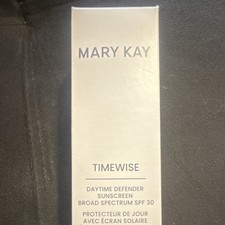 MARY KAY
TIMEWISE
DAYTIME DEFENDER
SUNSCREEN
BROAD SPECTRUM SPF 30
PROTECTEUR DE JOUR
AVEC ÉCRAN SOLAIRE